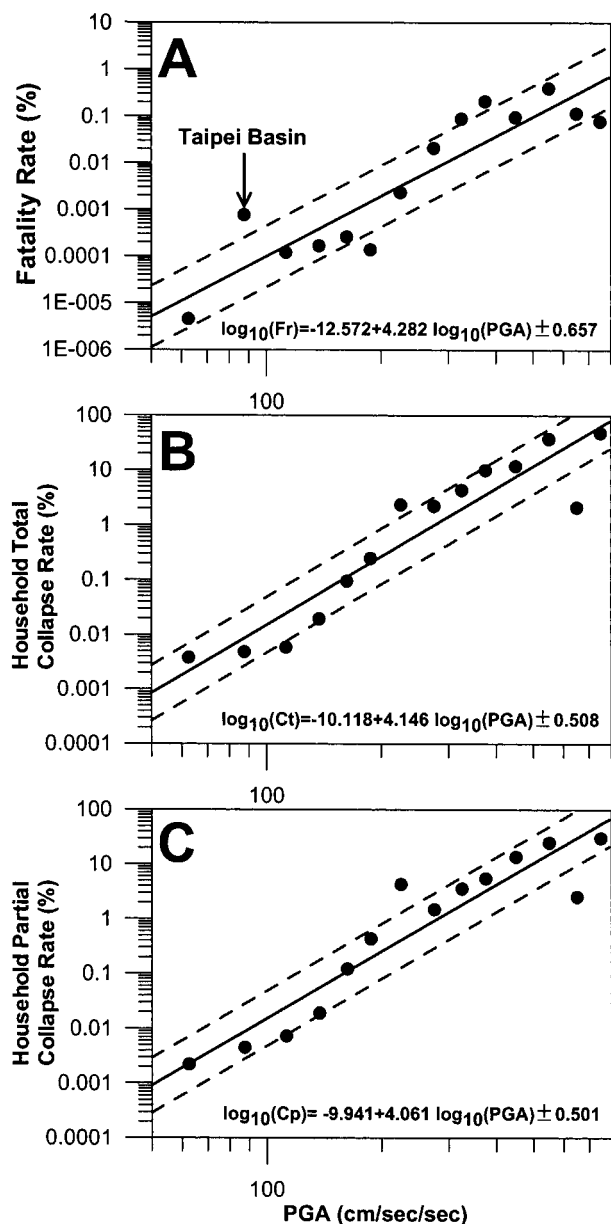 A
Fatality Rate (%)
10
1
0.1
0.01
0.001
0.0001
1E-005
1E-006
Taipei Basin
log10(Fr)=-12.572+4.282 log10(PGA)±0.657
100
B
Household Total
Collapse Rate (%)
100
10
1
0.1
0.01
0.001
0.0001
log10(Ct)=-10.118+4.146 log10(PGA)±0.508
100
C
Household Partial
Collapse Rate (%)
100
10
1
0.1
0.01
0.001
0.0001
log10(Cp)= -9.941+4.061 log10(PGA)±0.501
100
PGA (cm/sec/sec)